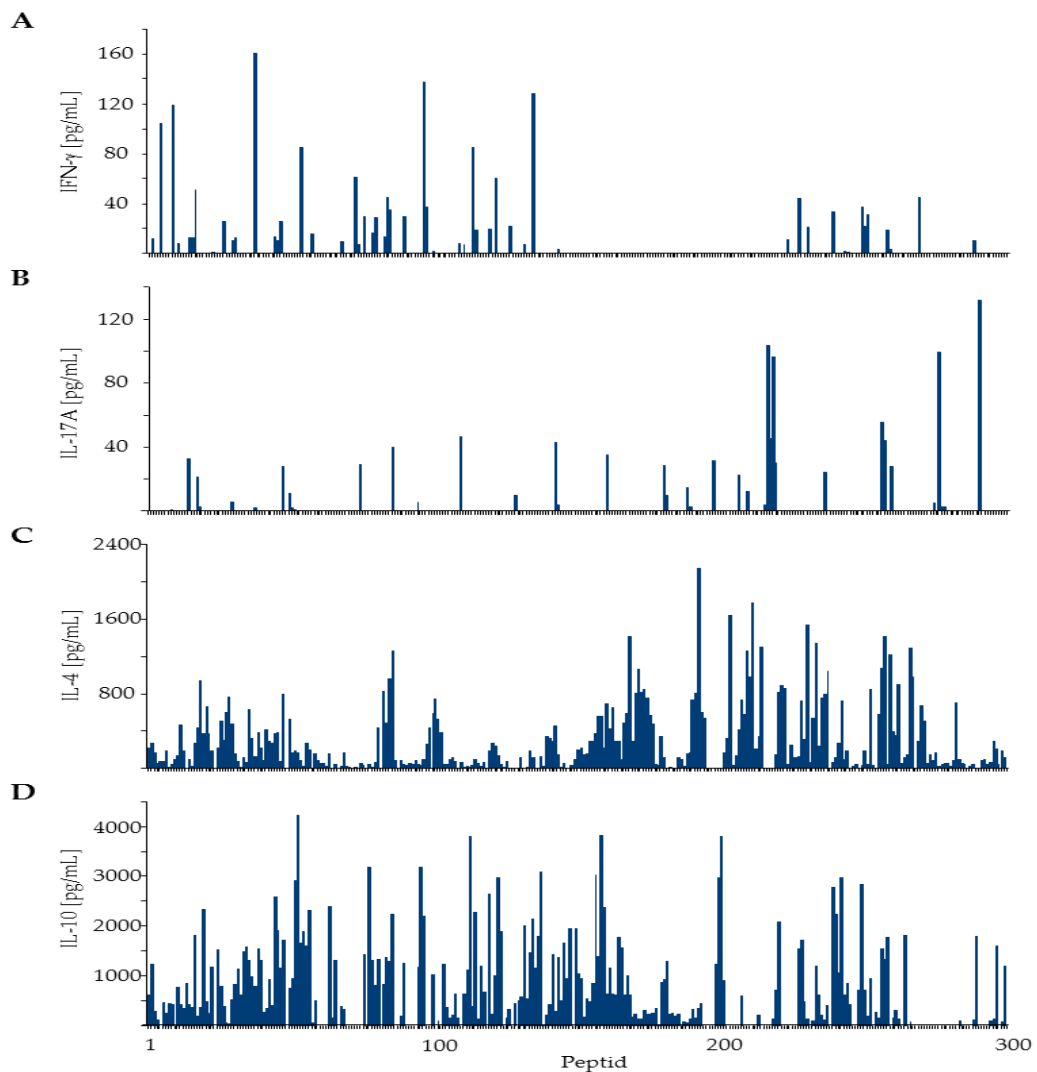 A
160
120
80
40
IFN-γ [pg/mL]
B
120
80
40
IL-17A [pg/mL]
C
2400
1600
800
IL-4 [pg/mL]
D
4000
3000
2000
1000
IL-10 [pg/mL]
1 100 200 300
Peptid